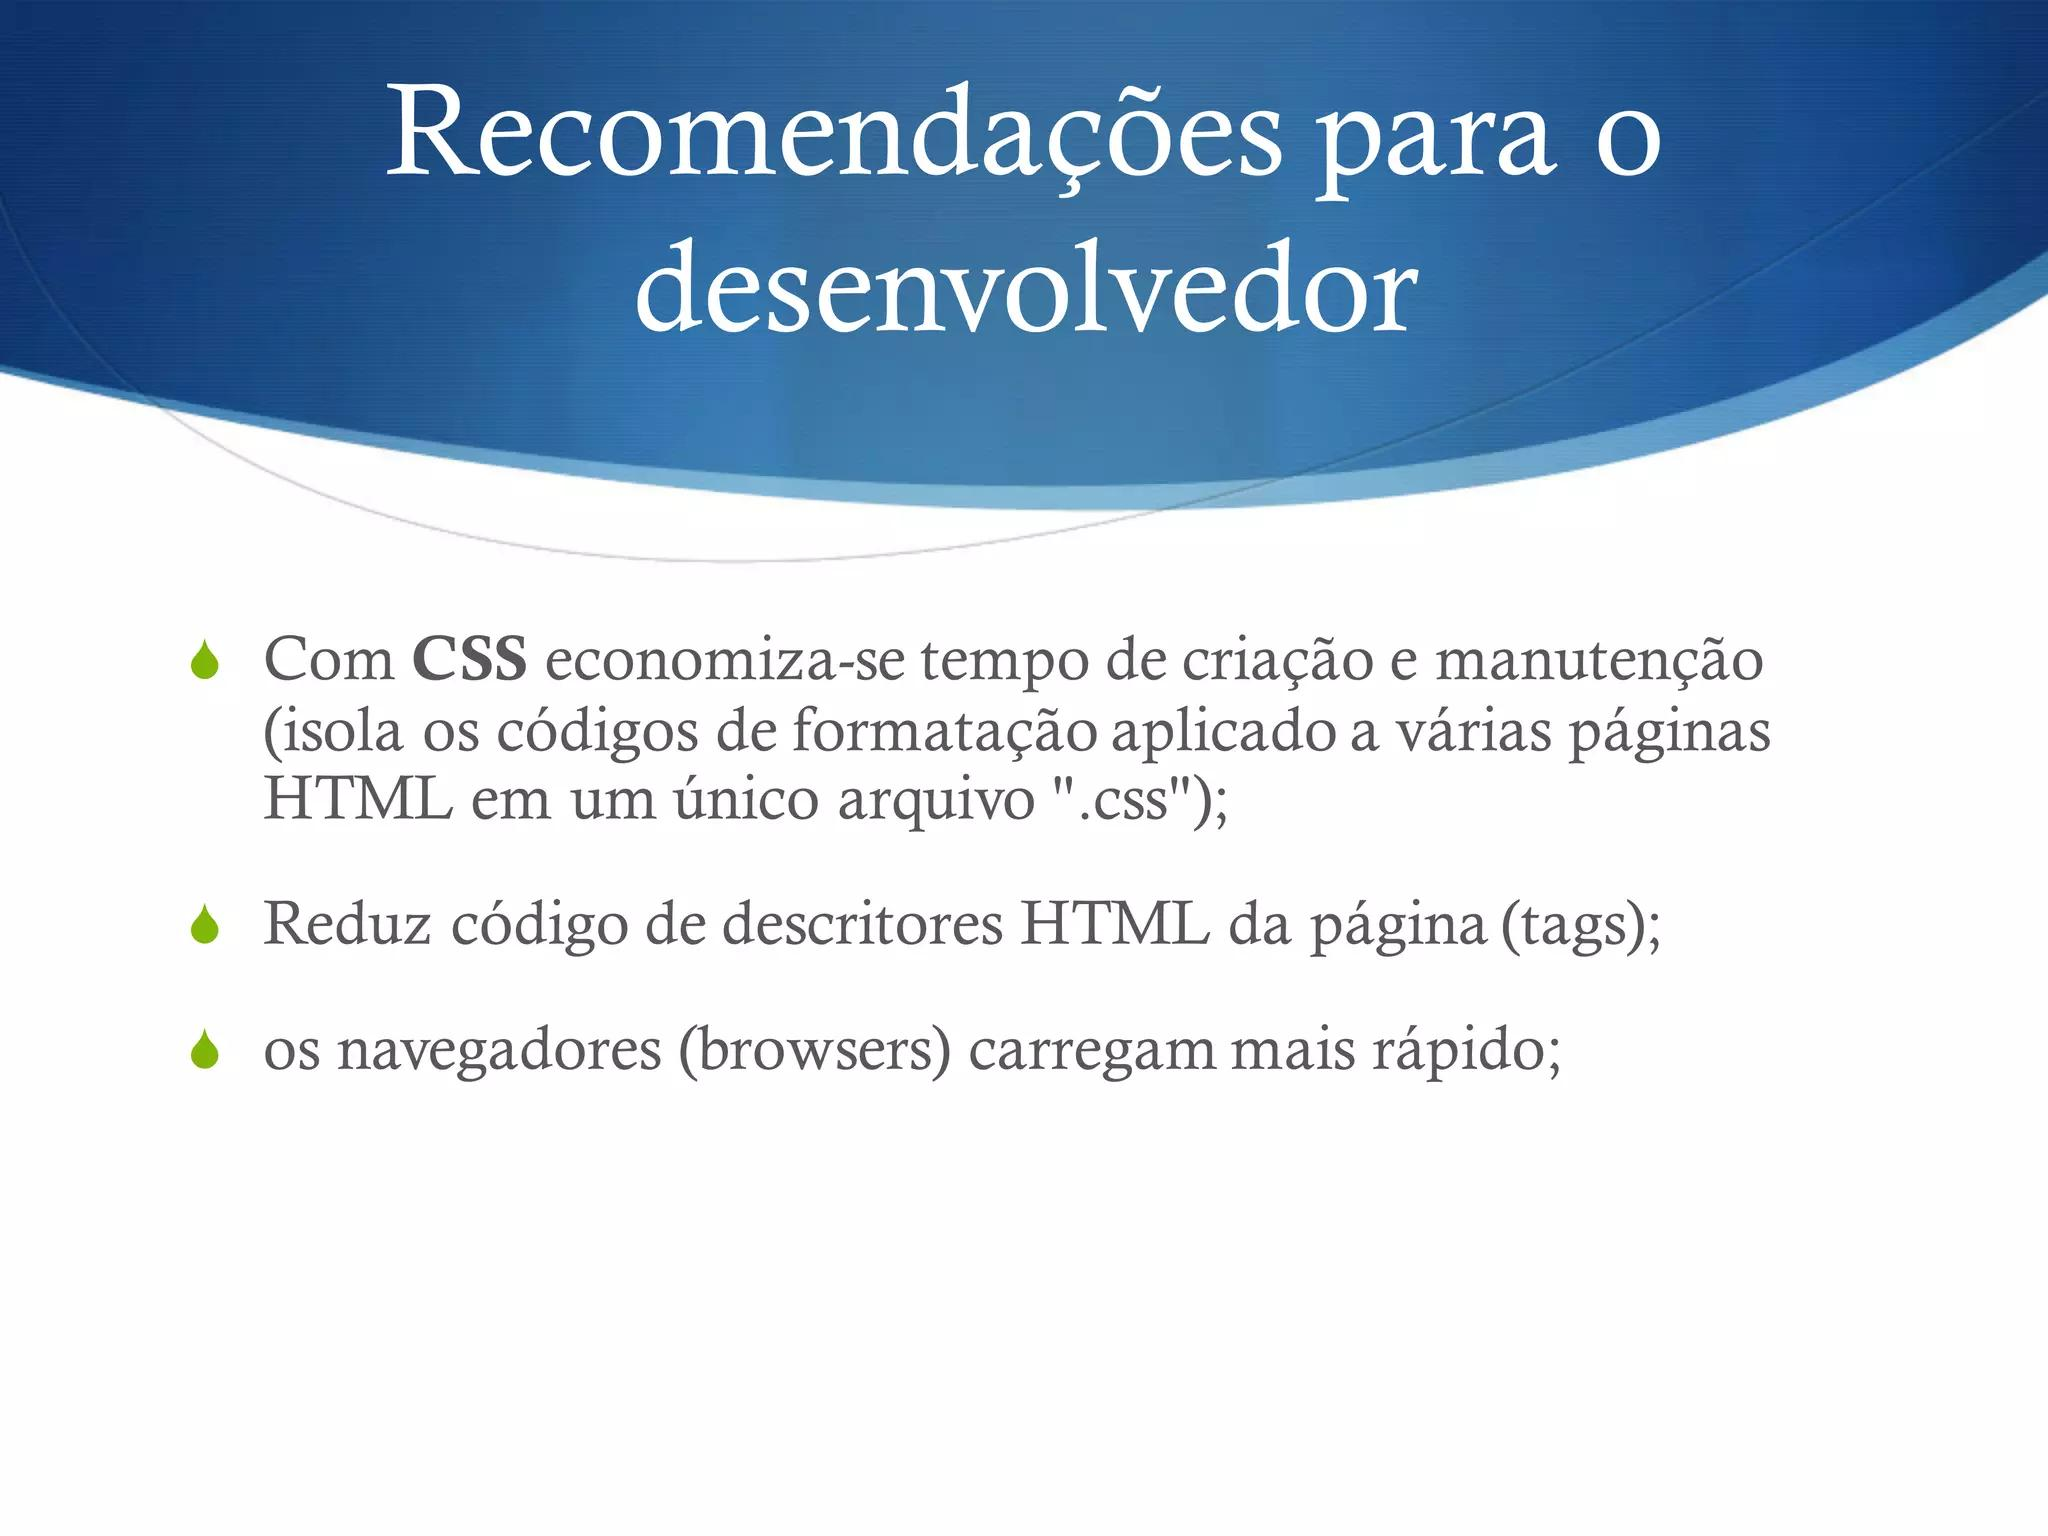 Recomendações para o
desenvolvedor
Com CSS economiza-se tempo de criação e manutenção
(isola os códigos de formatação aplicado a várias páginas
HTML em um único arquivo ".css");
Reduz código de descritores HTML da página (tags);
os navegadores (browsers) carregam mais rápido;